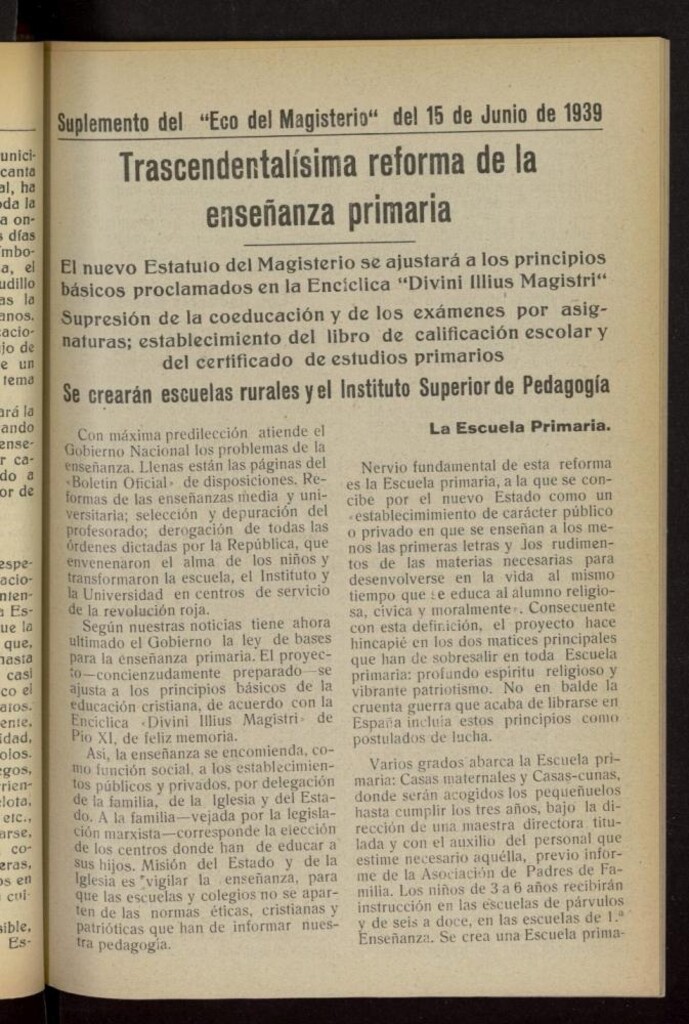 Suplemento del "Eco del Magisterio" del 15 de Junio de 1939
Trascendentalísima reforma de la
enseñanza primaria
El nuevo Estatuto del Magisterio se ajustará a los principios
básicos proclamados en la Encíclica "Divini Illius Magistri"
Supresión de la coeducación y de los exámenes por asig-
naturas; establecimiento del libro de calificación escolar y
del certificado de estudios primarios
Se crearán escuelas rurales y el Instituto Superior de Pedagogía
Con máxima predilección atiende el
Gobierno Nacional los problemas de la
enseñanza. Llenas están las páginas del
«Boletín Oficial» de disposiciones. Re-
formas de las enseñanzas media y uni-
versitaria; selección y depuración del
profesorado; derogación de todas las
órdenes dictadas por la República, que
envenenaron el alma de los niños y
transformaron la escuela, el Instituto y
la Universidad en centros de servicio
de la revolución roja.
Según nuestras noticias tiene ahora
ultimado el Gobierno la ley de bases
para la enseñanza primaria. El proyec-
to—concienzudamente preparado—se
ajusta a los principios básicos de la
educación cristiana, de acuerdo con la
Encíclica «Divini Illius Magistri» de
Pío XI, de feliz memoria.
Así, la enseñanza se encomienda, co-
mo función social, a los establecimien-
tos públicos y privados, por delegación
de la familia, de la Iglesia y del Esta-
do. A la familia—vejada por la legisla-
ción marxista—corresponde la elección
de los centros donde han de educar a
sus hijos. Misión del Estado y de la
Iglesia es vigilar la enseñanza, para
que las escuelas y colegios no se apar-
ten de las normas éticas, cristianas y
patrióticas que han de informar nues-
tra pedagogía.
La Escuela Primaria.
Nervio fundamental de esta reforma
es la Escuela primaria, a la que se con-
cibe por el nuevo Estado como un
«establecimimiento de carácter público
o privado en que se enseñan a los me-
nos las primeras letras y los rudimen-
tos de las materias necesarias para
desenvolverse en la vida al mismo
tiempo que se educa al alumno religio-
sa, cívica y moralmente». Consecuente
con esta definición, el proyecto hace
hincapié en los dos matices principales
que han de sobresalir en toda Escuela
primaria: profundo espíritu religioso y
vibrante patriotismo. No en balde la
cruenta guerra que acaba de librarse en
España incluía estos principios como
postulados de lucha.
Varios grados abarca la Escuela pri-
maria: Casas maternales y Casas-cunas,
donde serán acogidos los pequeñuelos
hasta cumplir los tres años, bajo la di-
rección de una maestra directora titu-
lada y con el auxilio del personal que
estime necesario aquélla, previo infor-
me de la Asociación de Padres de Fa-
milia. Los niños de 3 a 6 años recibirán
instrucción en las escuelas de párvulos
y de seis a doce, en las escuelas de 1.ª
Enseñanza. Se crea una Escuela prima-